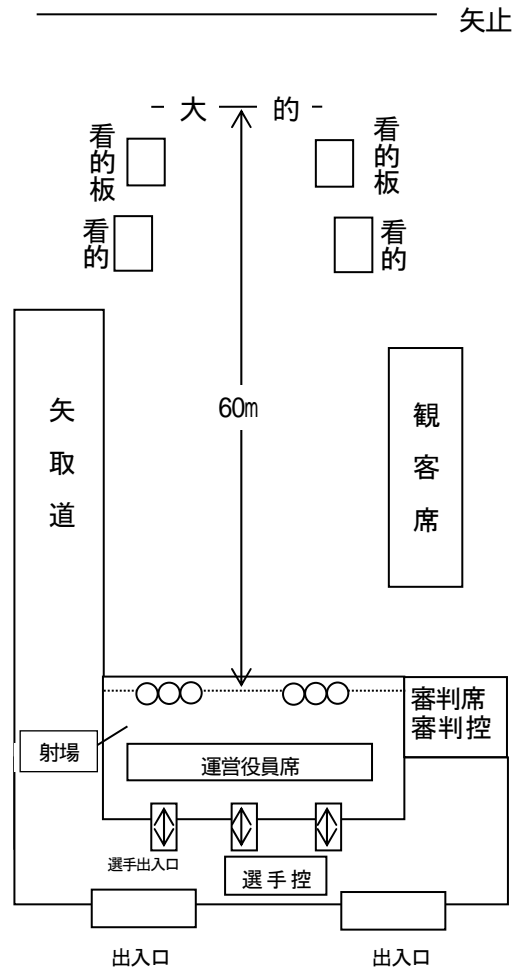 矢止
大 的
看的板
看的板
看的
看的
60m
矢取道
観客席
審判席
審判控
射場
運営役員席
選手出入口
選手控
出入口
出入口